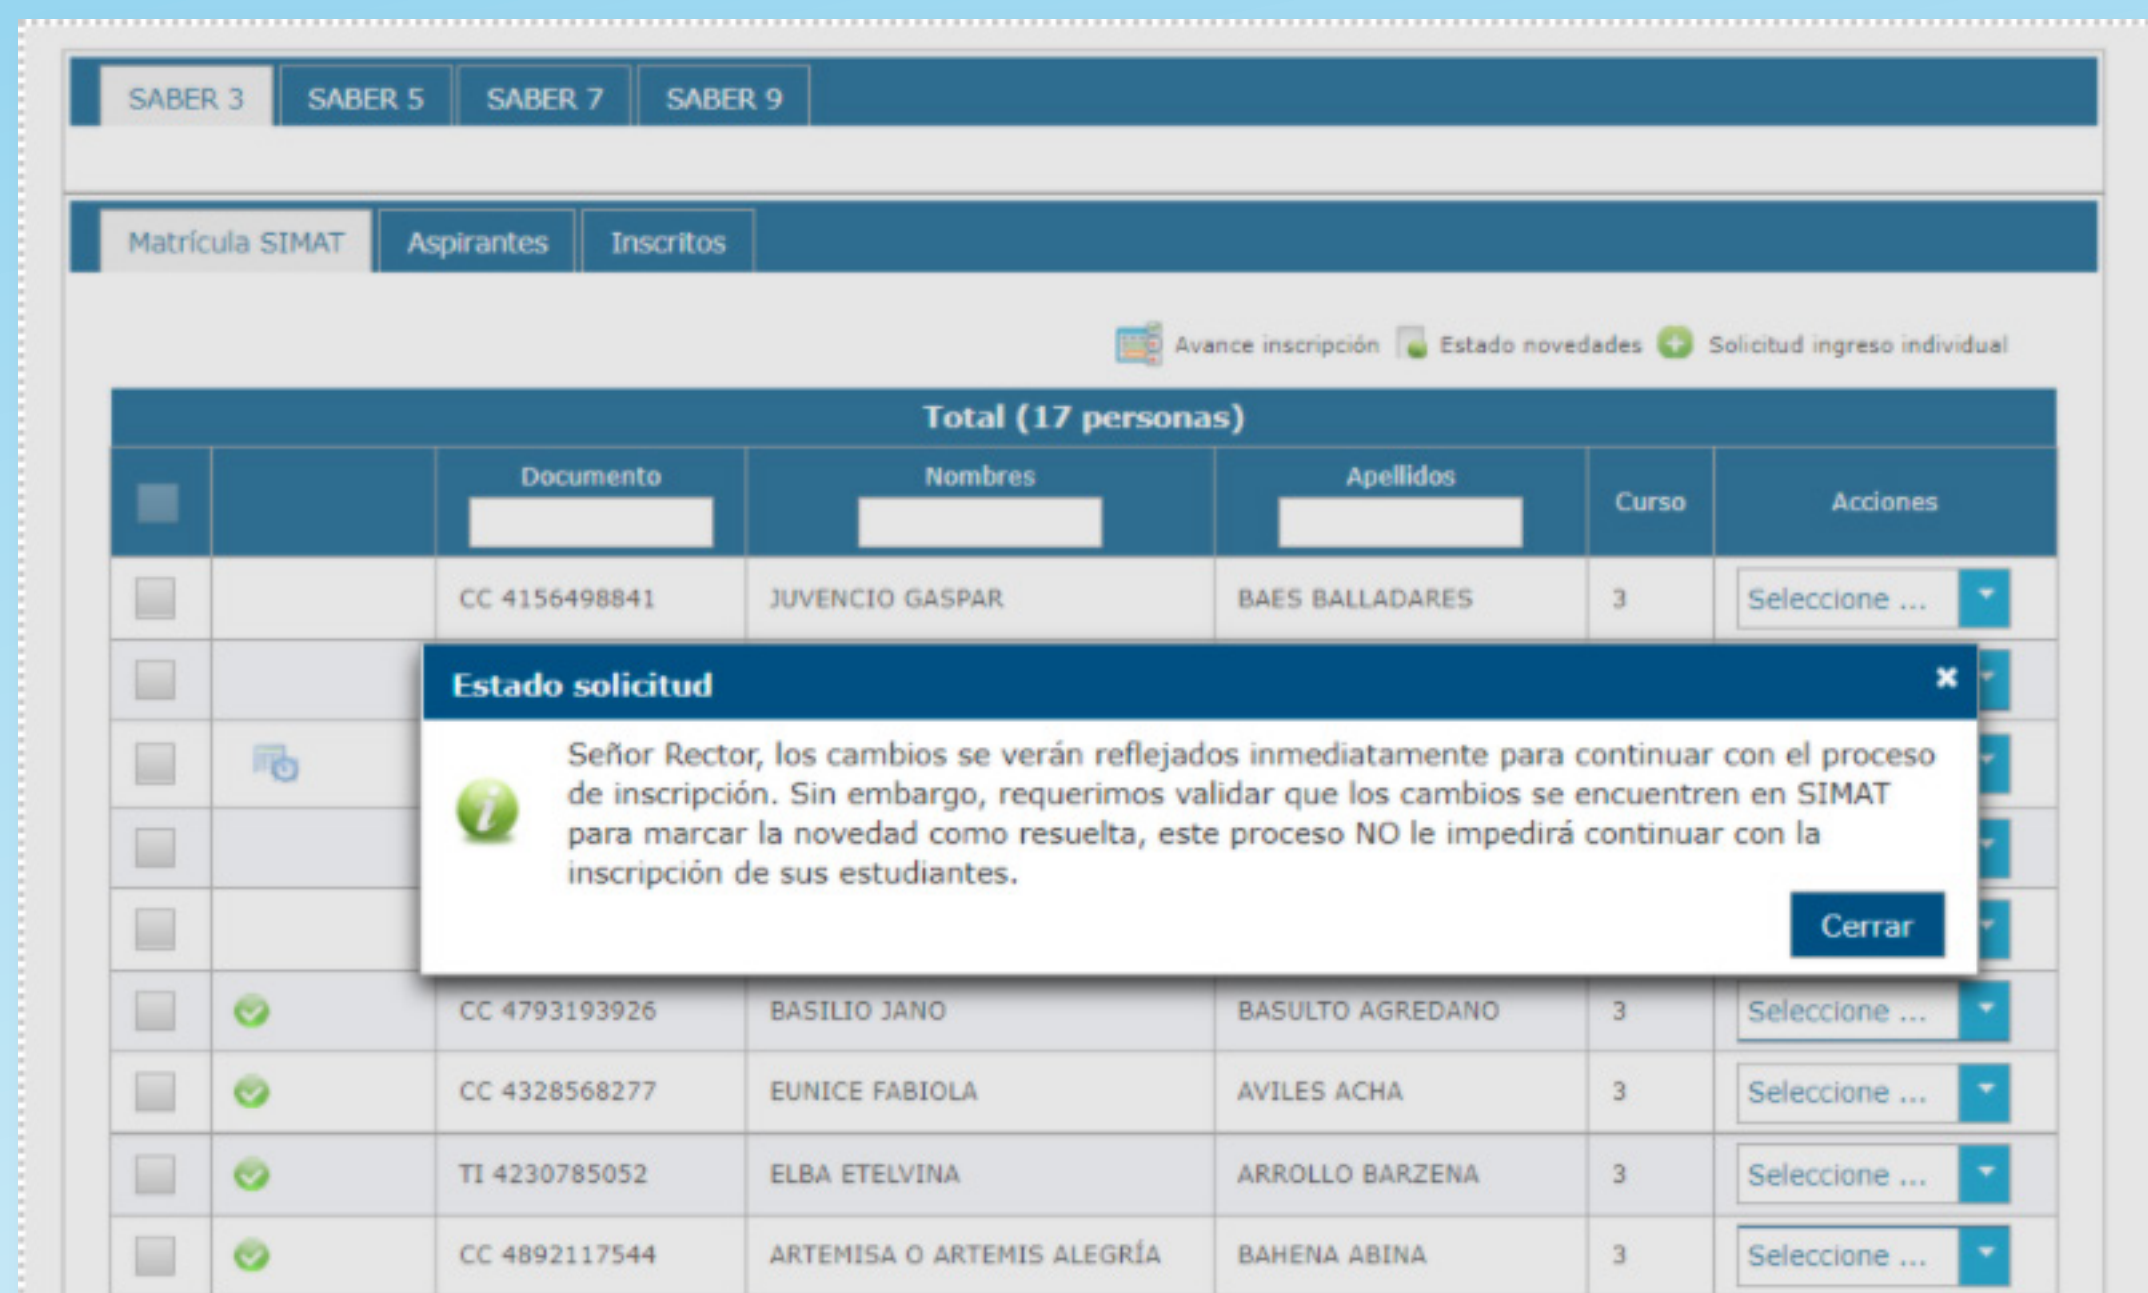 SABER 3 SABER 5 SABER 7 SABER 9
Matrícula SIMAT Aspirantes Inscritos
Avance inscripción Estado novedades Solicitud ingreso individual
Total (17 personas)
Documento Nombres Apellidos Curso Acciones
CC 4156498841 JUVENCIO GASPAR BAES BALLADARES 3 Seleccione ...
Estado solicitud
Señor Rector, los cambios se verán reflejados inmediatamente para continuar con el proceso
de inscripción. Sin embargo, requerimos validar que los cambios se encuentren en SIMAT
para marcar la novedad como resuelta, este proceso NO le impedirá continuar con la
inscripción de sus estudiantes.
Cerrar
CC 4793193926 BASILIO JANO BASULTO AGREDANO 3 Seleccione ...
CC 4328568277 EUNICE FABIOLA AVILES ACHA 3 Seleccione ...
TI 4230785052 ELBA ETELVINA ARROLLO BARZENA 3 Seleccione ...
CC 4892117544 ARTEMISA O ARTEMIS ALEGRÍA BAHENA ABINA 3 Seleccione ...